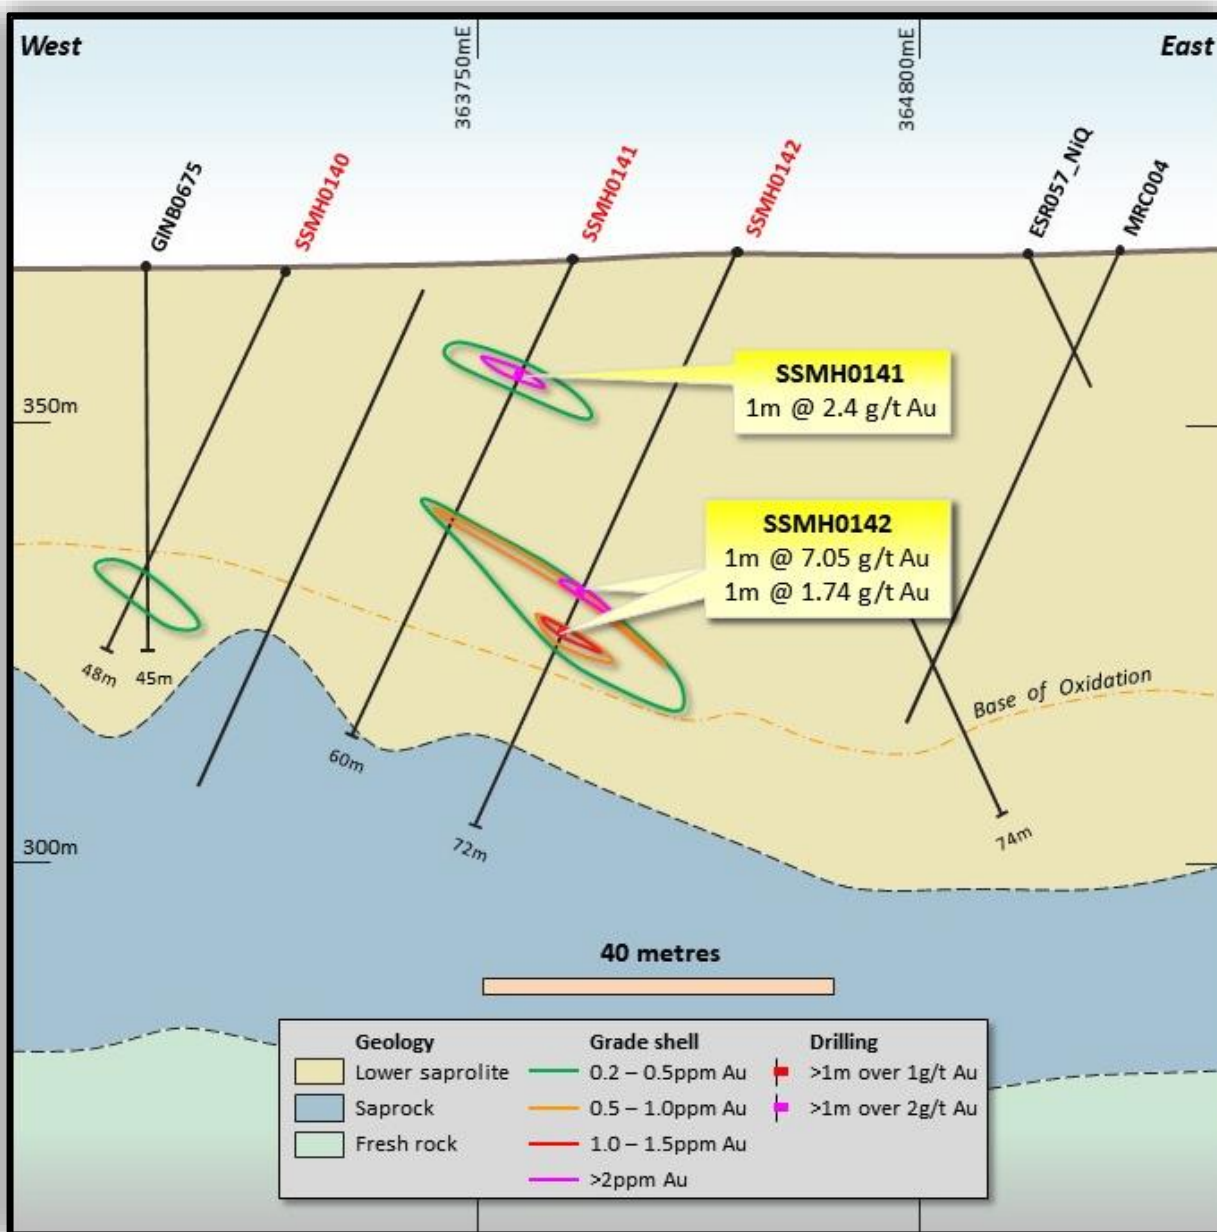 West
363750mE
364800mE
East
GINB0675
SSMH0140
SSMH0141
SSMH0142
ESR057_NiQ
MRC004
SSMH0141
1m @ 2.4 g/t Au
350m
SSMH0142
1m @ 7.05 g/t Au
1m @ 1.74 g/t Au
48m
45m
Base of Oxidation
60m
72m
74m
300m
40 metres
Geology
Lower saprolite
Saprock
Fresh rock
Grade shell
0.2 – 0.5ppm Au
0.5 – 1.0ppm Au
1.0 – 1.5ppm Au
>2ppm Au
Drilling
>1m over 1g/t Au
>1m over 2g/t Au